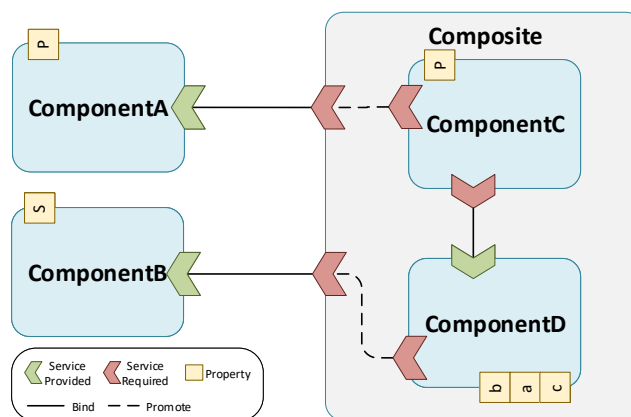 Composite
P
P
ComponentA
ComponentC
S
ComponentB
ComponentD
b
a
c
Service
Provided
Service
Required
Property
Bind
Promote